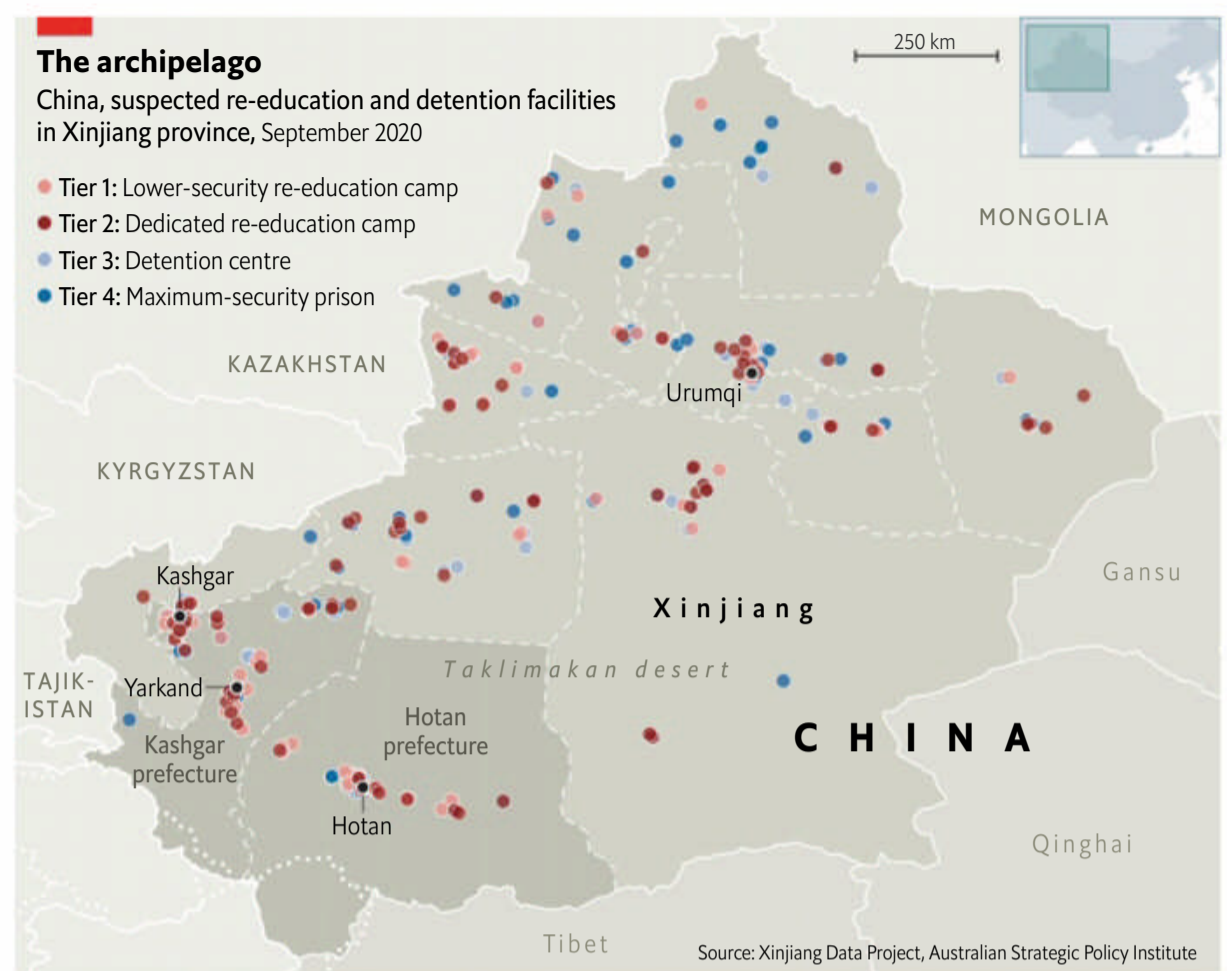 The archipelago
China, suspected re-education and detention facilities
in Xinjiang province, September 2020
Tier 1: Lower-security re-education camp
Tier 2: Dedicated re-education camp
Tier 3: Detention centre
Tier 4: Maximum-security prison
250 km
MONGOLIA
KAZAKHSTAN
Urumqi
KYRGYZSTAN
Kashgar
Gansu
Xinjiang
Taklimakan desert
TAJIK-
ISTAN
Yarkand
Hotan
prefecture
CHINA
Kashgar
prefecture
Hotan
Qinghai
Tibet
Source: Xinjiang Data Project, Australian Strategic Policy Institute